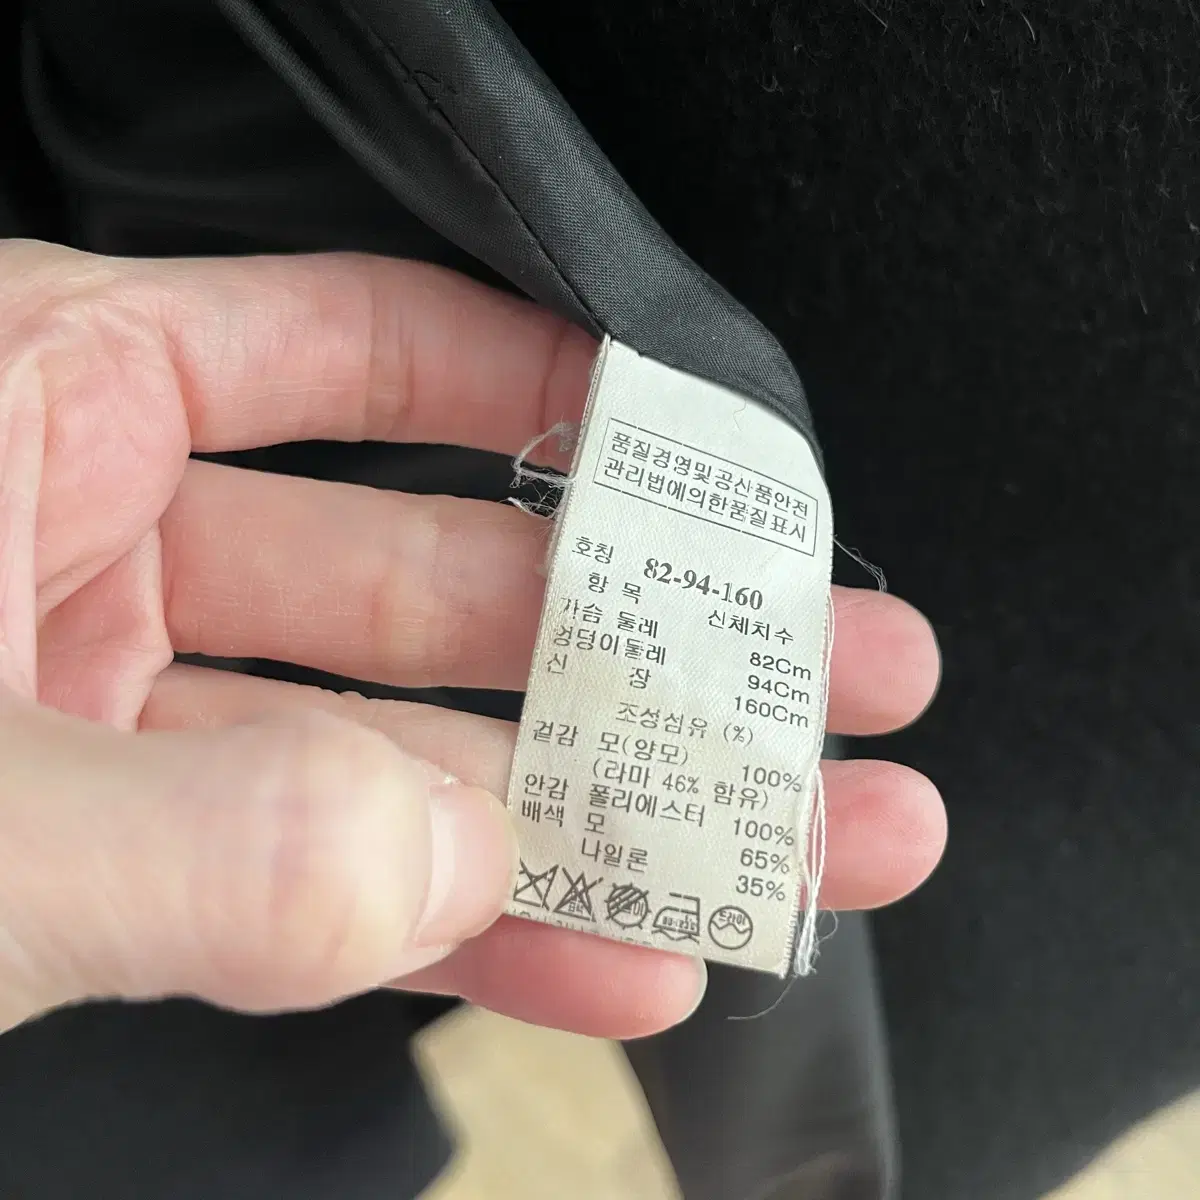 품질경영및공산품안전
관리법에의한품질표시
호칭 82-94-160
항 목 신체치수
가슴 둘레 82Cm
엉덩이둘레 94Cm
신 장 160Cm
조성섬유 (%)
겉감 모(양모) 100%
(라마 46% 함유)
안감 폴리에스터 100%
배색 모 65%
나일론 35%
드라이